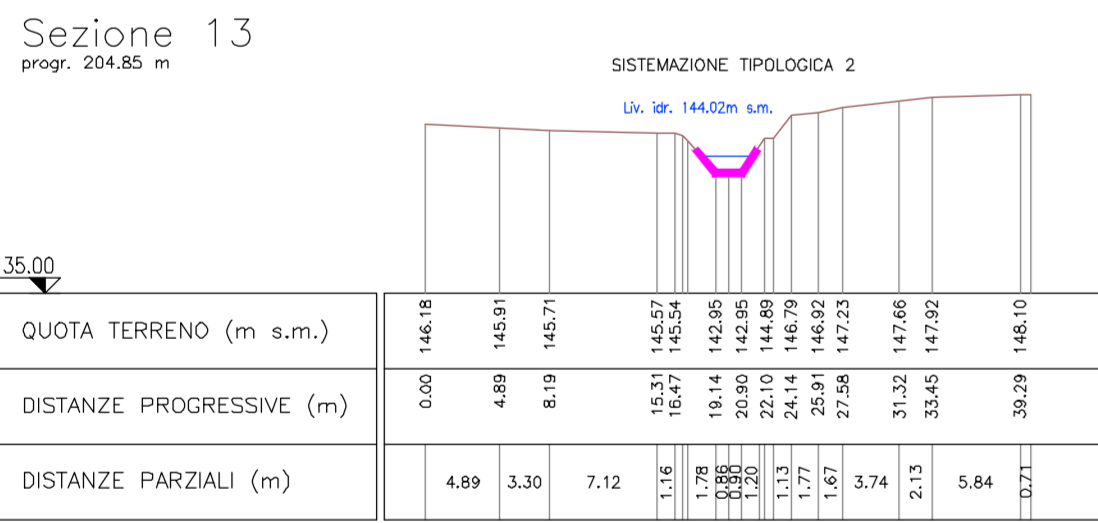 Sezione 13
progr. 204.85 m
SISTEMAZIONE TIPOLOGICA 2
Liv. idr. 144.02m s.m.
35.00
QUOTA TERRENO (m s.m.) 146.18 145.91 145.71 145.57 145.54 142.95 142.95 144.89 146.79 146.92 147.23 147.66 147.92 148.10
DISTANZE PROGRESSIVE (m) 0.00 4.89 8.19 15.31 16.47 19.14 20.90 22.10 24.14 25.91 27.58 31.32 33.45 39.29
DISTANZE PARZIALI (m) 4.89 3.30 7.12 1.16 1.78 0.86 0.90 1.20 1.13 1.77 1.67 3.74 2.13 5.84 0.71